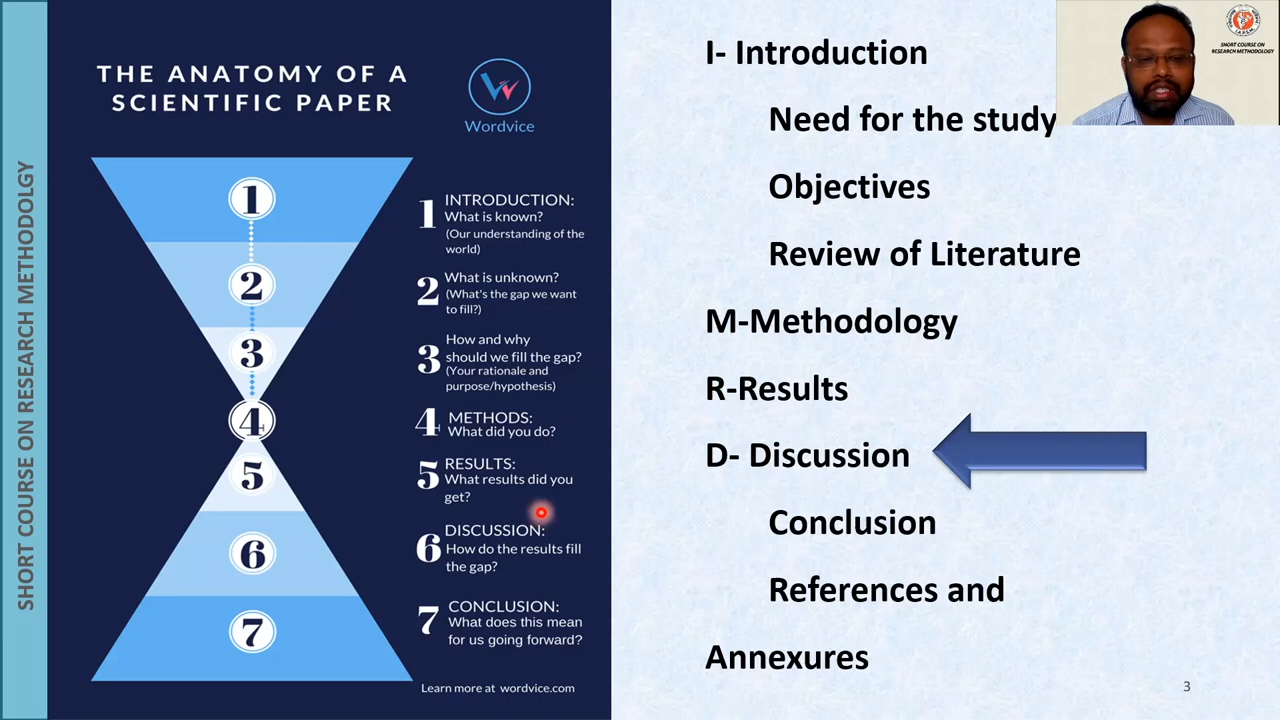 SHORT COURSE ON RESEARCH METHODOLGY
THE ANATOMY OF A
SCIENTIFIC PAPER
Wordvice
1
2
3
4
5
6
7
1 INTRODUCTION:
What is known?
(Our understanding of the
world)
2 What is unknown?
(What's the gap we want
to fill?)
3 How and why
should we fill the gap?
(Your rationale and
purpose/hypothesis)
4 METHODS:
What did you do?
5 RESULTS:
What results did you
get?
6 DISCUSSION:
How do the results fill
the gap?
7 CONCLUSION:
What does this mean
for us going forward?
Learn more at wordvice.com
I- Introduction
Need for the study
Objectives
Review of Literature
M-Methodology
R-Results
D- Discussion
Conclusion
References and
Annexures
SHORT COURSE ON
RESEARCH METHODOLOGY
3